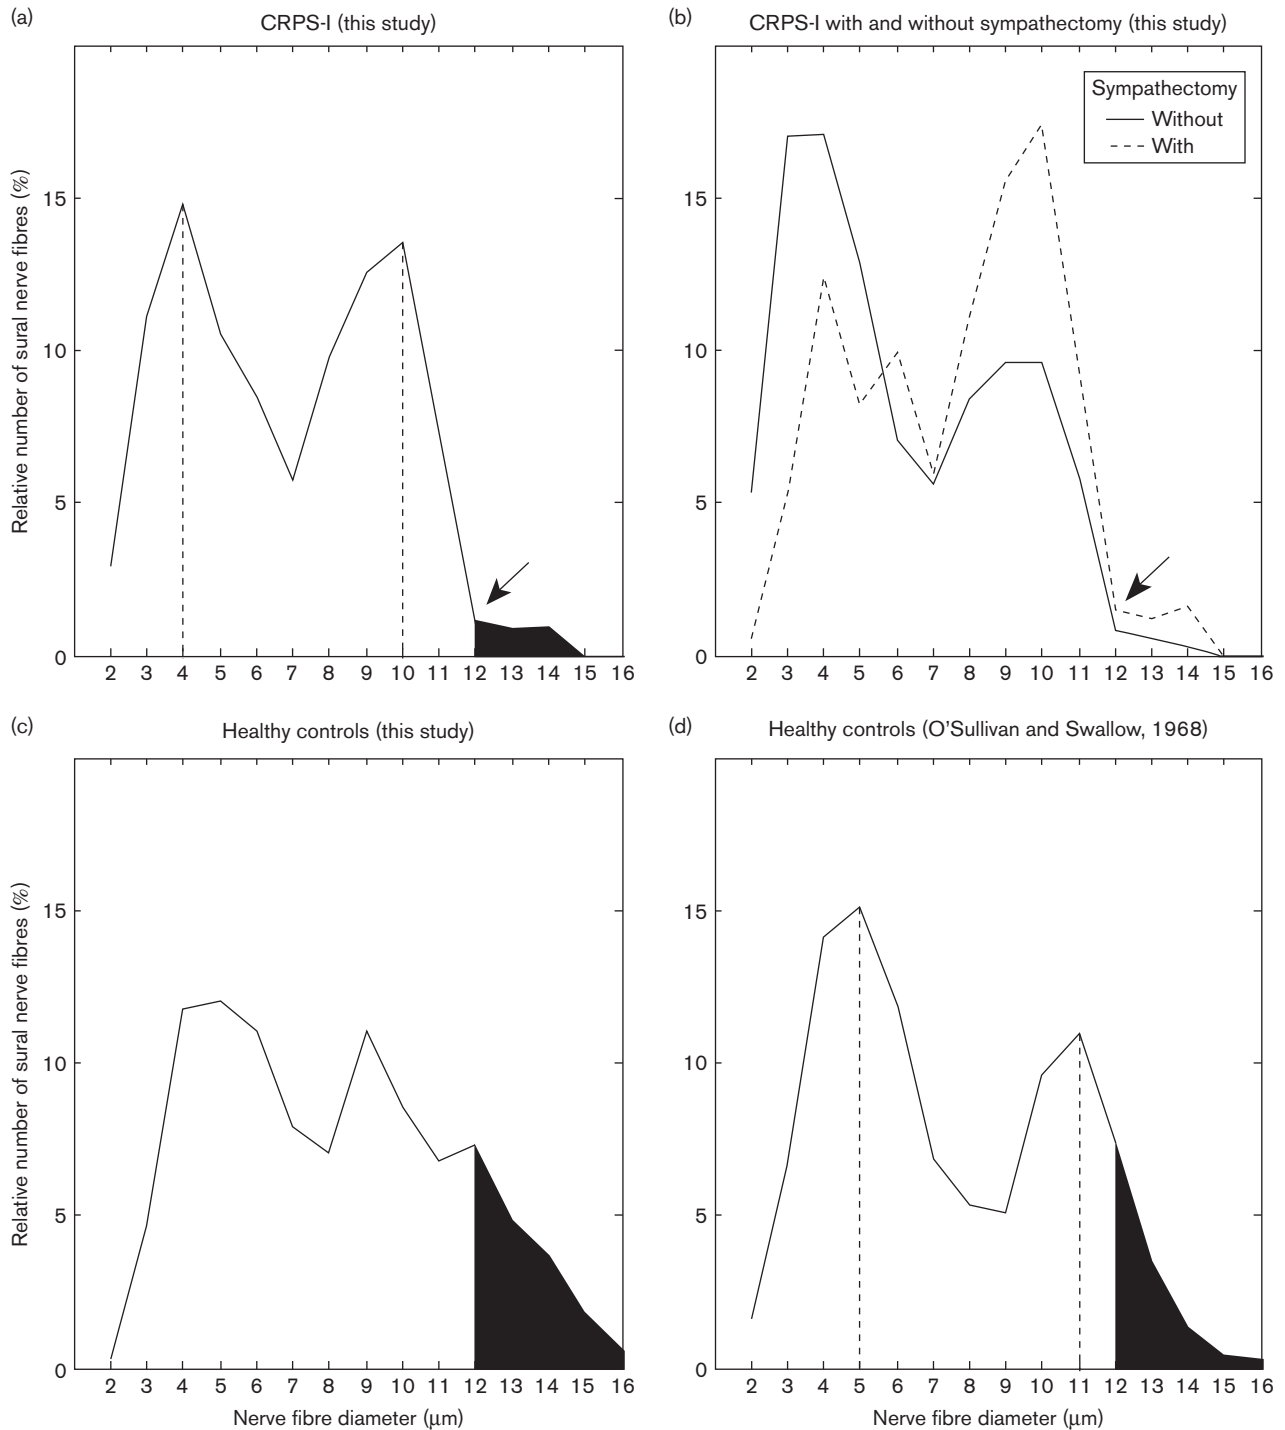 (a)
CRPS-I (this study)
Relative number of sural nerve fibres (%)
15
10
5
0
2 3 4 5 6 7 8 9 10 11 12 13 14 15 16
(b)
CRPS-I with and without sympathectomy (this study)
Sympathectomy
Without
With
15
10
5
0
2 3 4 5 6 7 8 9 10 11 12 13 14 15 16
(c)
Healthy controls (this study)
Relative number of sural nerve fibres (%)
15
10
5
0
2 3 4 5 6 7 8 9 10 11 12 13 14 15 16
Nerve fibre diameter (μm)
(d)
Healthy controls (O'Sullivan and Swallow, 1968)
15
10
5
0
2 3 4 5 6 7 8 9 10 11 12 13 14 15 16
Nerve fibre diameter (μm)